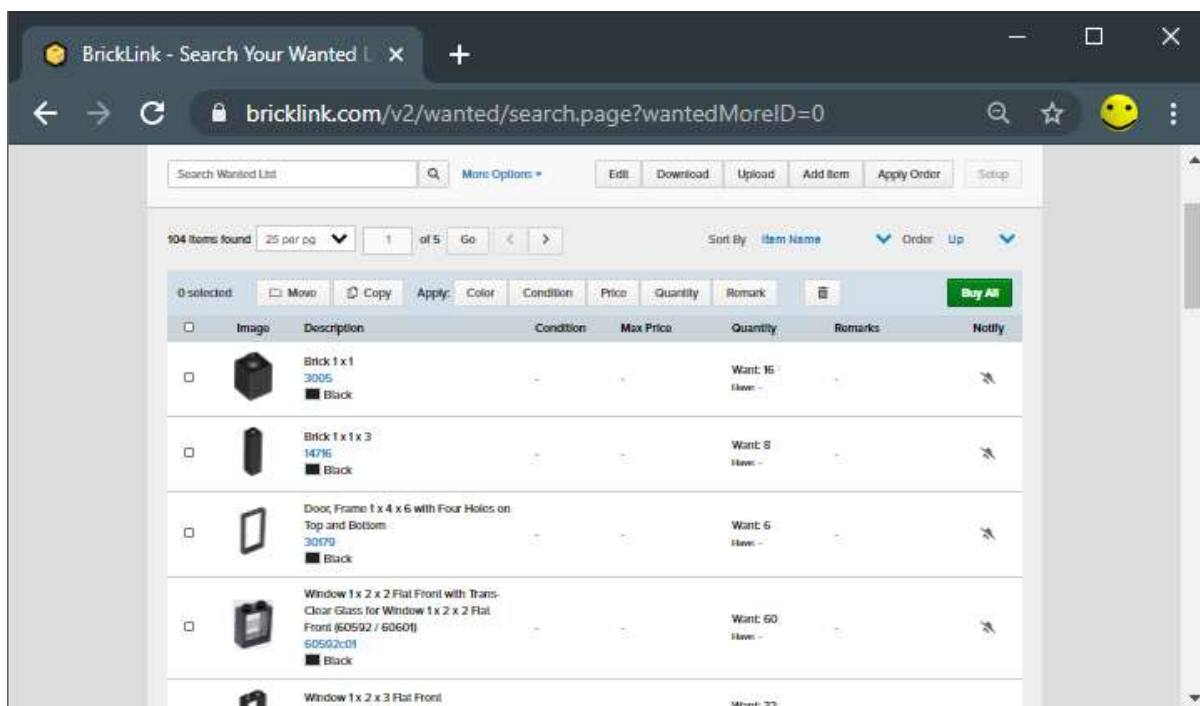 BrickLink - Search Your Wanted L
bricklink.com/v2/wanted/search.page?wantedMoreID=0
Search Wanted List
More Options
Edit Download Upload Add Item Apply Order Setup
104 Items found 25 per pg 1 of 5 Go < > Sort By Item Name Order Up
0 selected Move Copy Apply: Color Condition Price Quantity Remark Buy All
Image Description Condition Max Price Quantity Remarks Notify
Brick 1 x 1
3005
Black
- - Want: 16
Have: - -
Brick 1 x 1 x 3
14716
Black
- - Want: 8
Have: - -
Door, Frame 1 x 4 x 6 with Four Holes on
Top and Bottom
30179
Black
- - Want: 6
Have: - -
Window 1 x 2 x 2 Flat Front with Trans-
Clear Glass for Window 1 x 2 x 2 Flat
Front (60592 / 60601)
60592c01
Black
- - Want: 60
Have: - -
Window 1 x 2 x 3 Flat Front